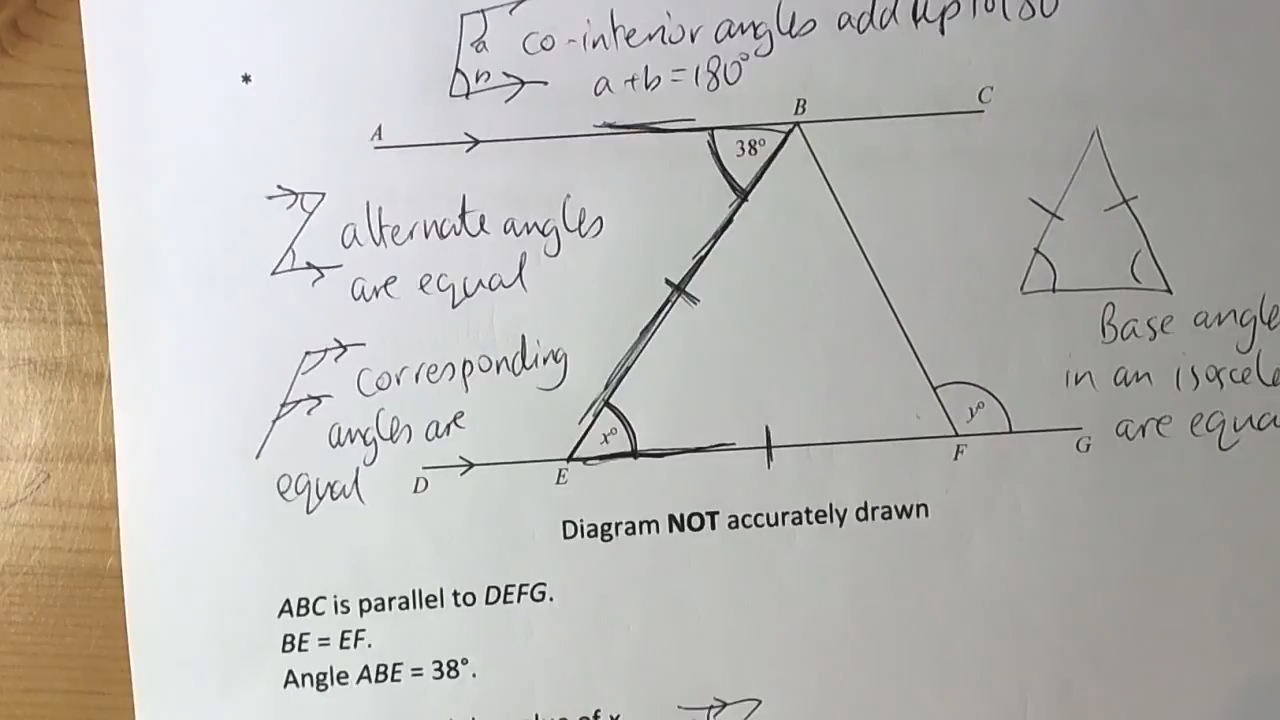 a co-interior angles add up to 180
b a+b=180°
*
A B C
38°
alternate angles
are equal
Base angle
in an isoscele
are equa
corresponding
angles are
equal
x° y°
D E F G
Diagram NOT accurately drawn
ABC is parallel to DEFG.
BE = EF.
Angle ABE = 38°.
of